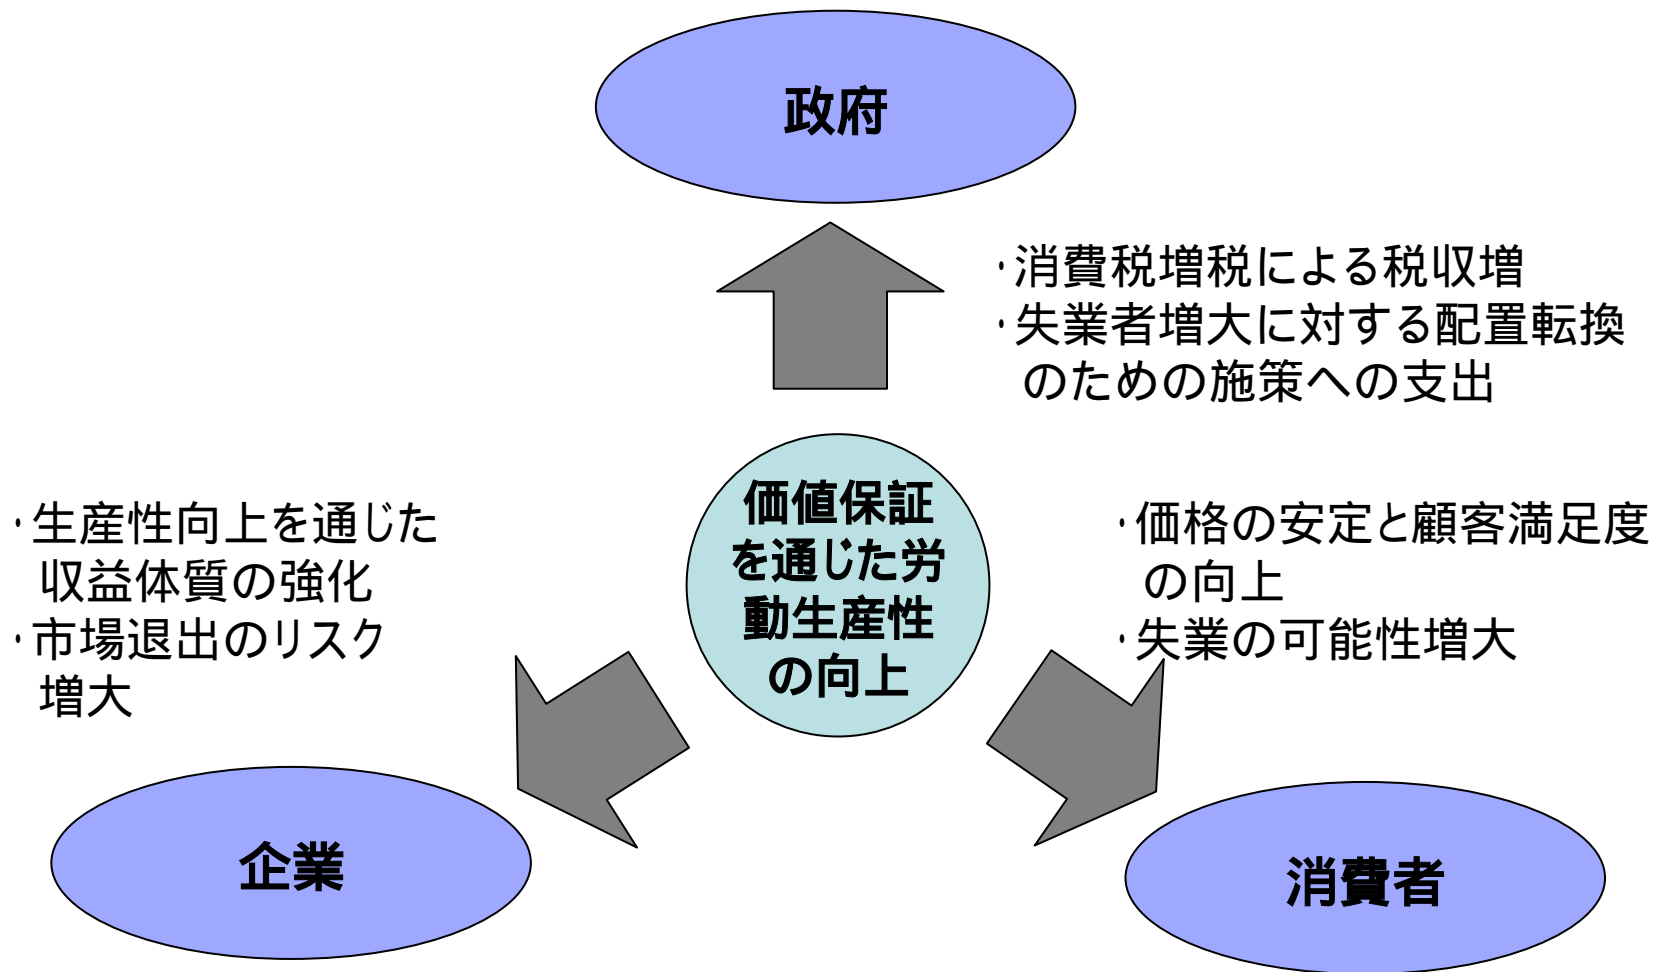 政府
・消費税増税による税収増
・失業者増大に対する配置転換
のための施策への支出
価値保証
を通じた労
動生産性
の向上
・生産性向上を通じた
収益体質の強化
・市場退出のリスク
増大
・価格の安定と顧客満足度
の向上
・失業の可能性増大
企業
消費者